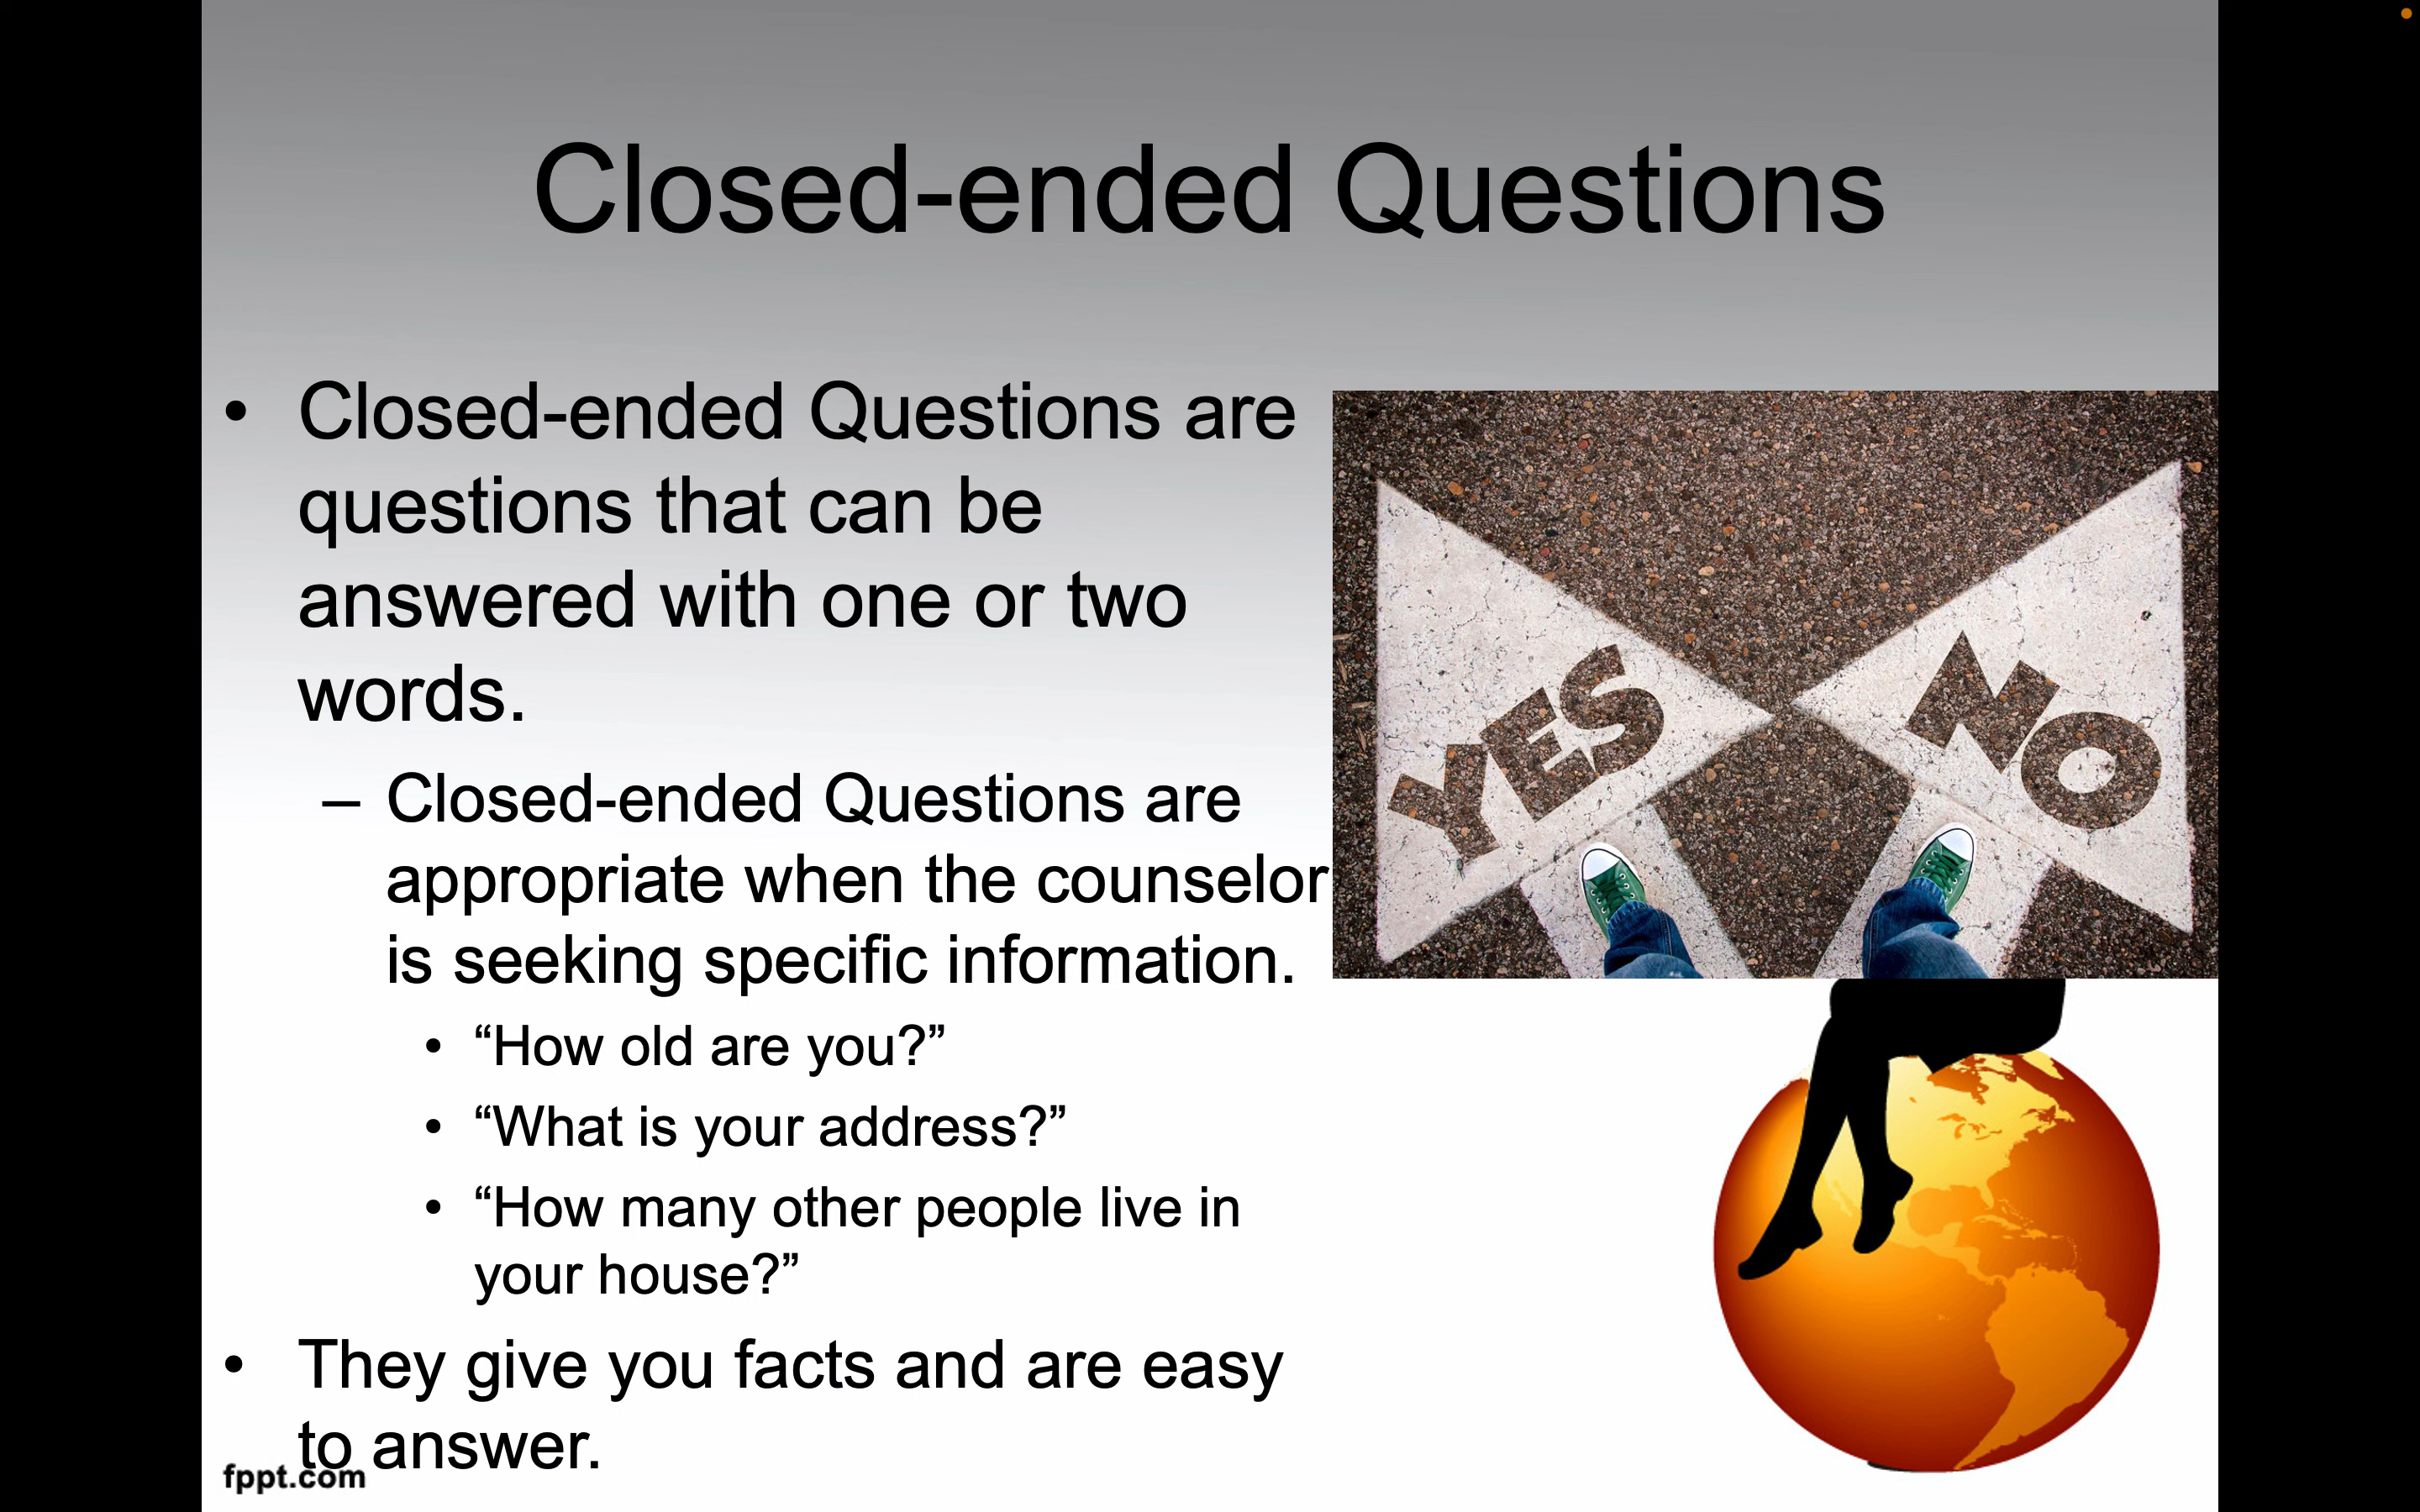 Closed-ended Questions
• Closed-ended Questions are
questions that can be
answered with one or two
words.
– Closed-ended Questions are
appropriate when the counselor
is seeking specific information.
• “How old are you?”
• “What is your address?”
• “How many other people live in
your house?”
• They give you facts and are easy
to answer.
YES
NO
fppt.com